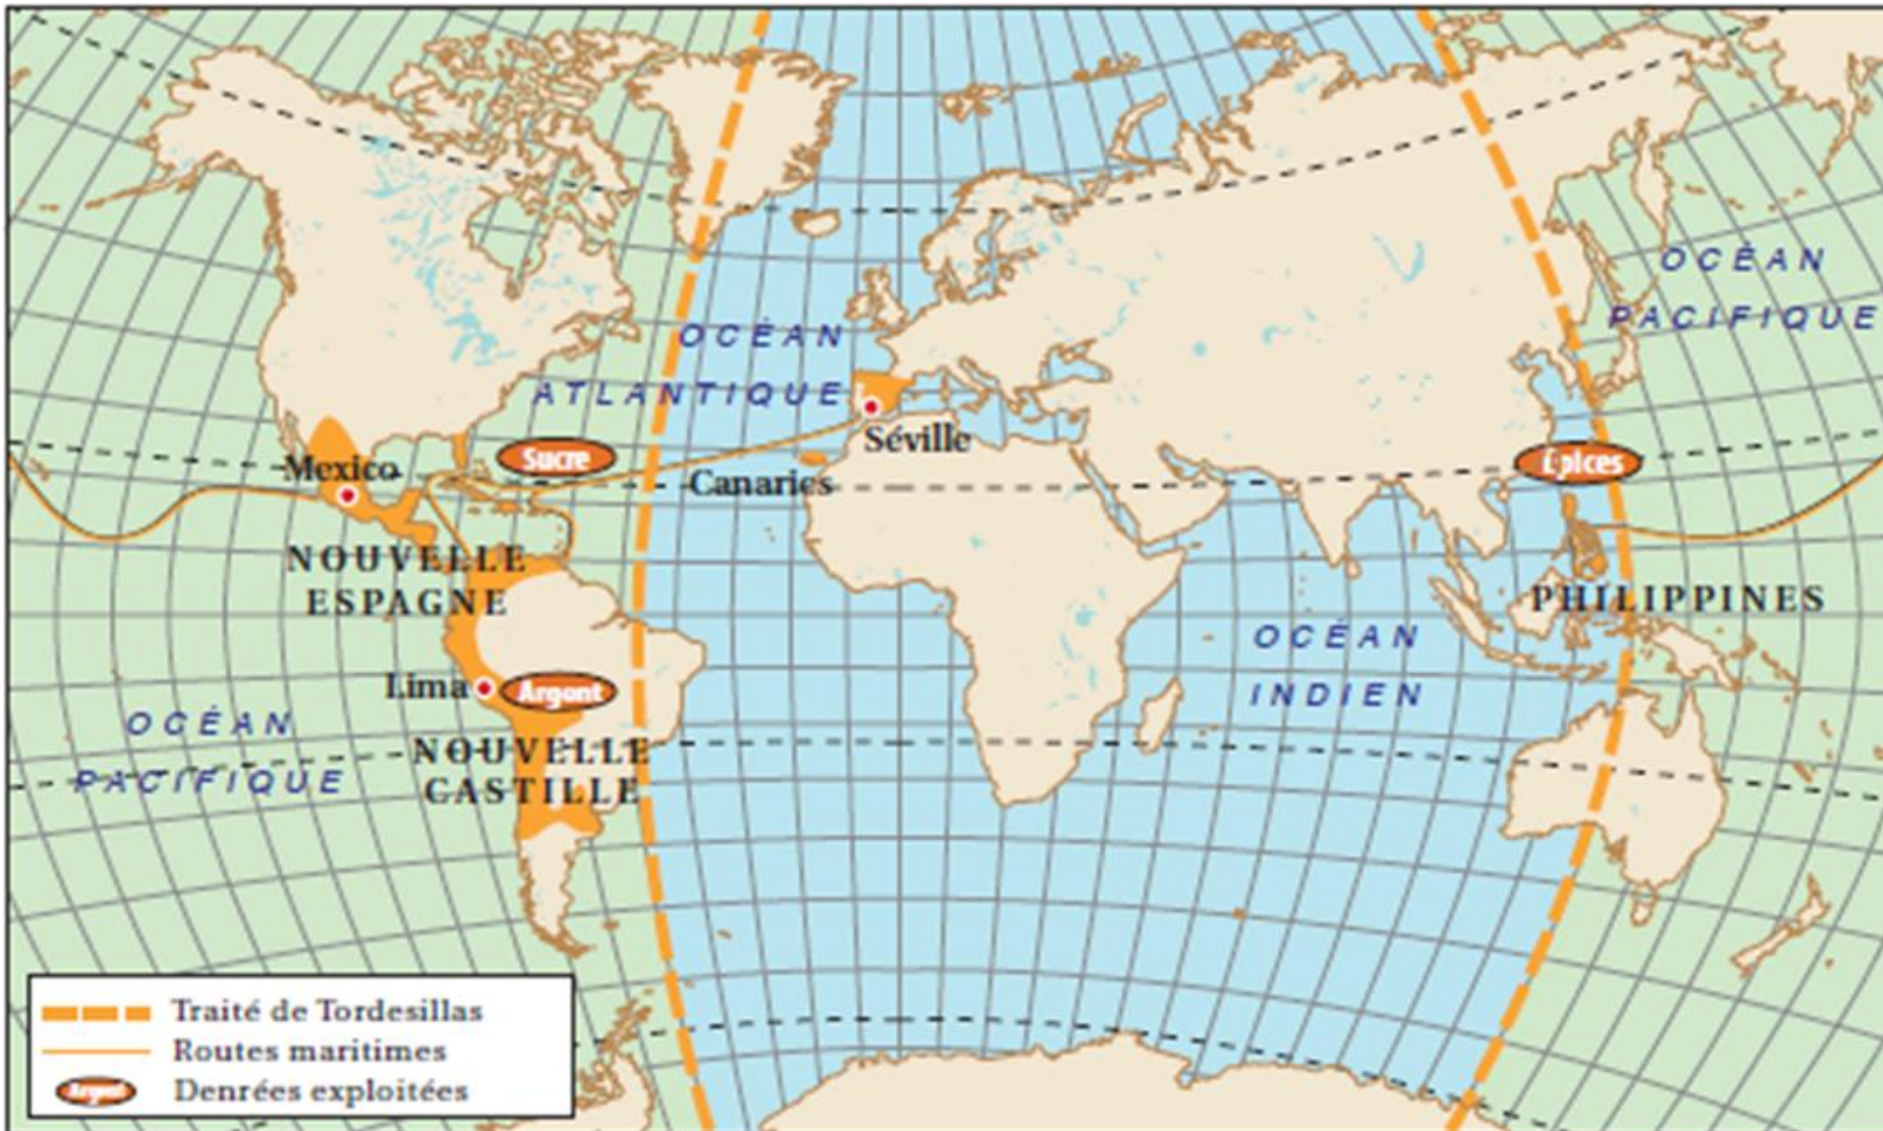 OCÉAN
PACIFIQUE
OCÉAN
ATLANTIQUE
Séville
Sucre
Mexico
Canaries
Épices
NOUVELLE
ESPAGNE
PHILIPPINES
OCÉAN
INDIEN
Lima
Argent
OCÉAN
PACIFIQUE
NOUVELLE
CASTILLE
Traité de Tordesillas
Routes maritimes
Argent
Denrées exploitées